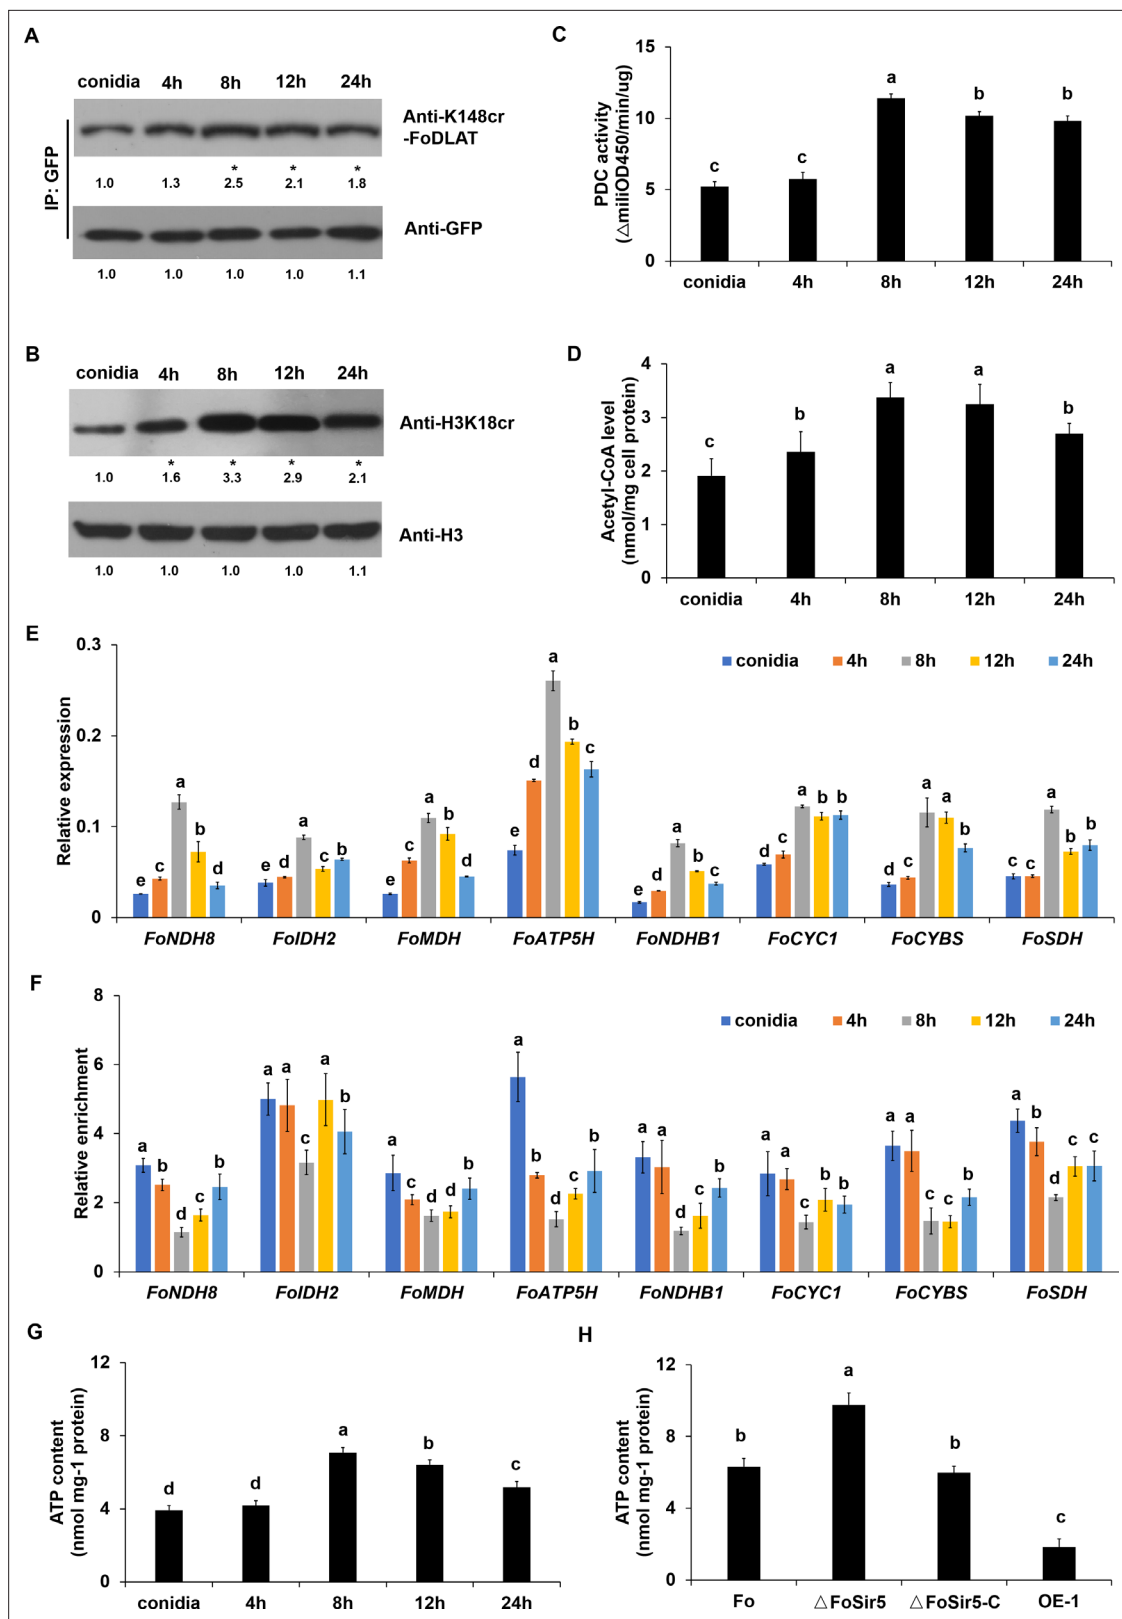 A
conidia 4h 8h 12h 24h
IP: GFP
Anti-K148cr
-FoDLAT
* * *
1.0 1.3 2.5 2.1 1.8
Anti-GFP
1.0 1.0 1.0 1.0 1.1
B
conidia 4h 8h 12h 24h
Anti-H3K18cr
* * * *
1.0 1.6 3.3 2.9 2.1
Anti-H3
1.0 1.0 1.0 1.0 1.1
C
PDC activity
(△miliOD450/min/ug)
15
10
5
0
c c a b b
conidia 4h 8h 12h 24h
D
Acetyl-CoA level
(nmol/mg cell protein)
4
3
2
1
0
c b a a b
conidia 4h 8h 12h 24h
E
Relative expression
0.3
0.2
0.1
0
conidia 4h 8h 12h 24h
e c a b d
e d a c b
e c a b d
e d a b c
e d a b c
d c a b b
d c a a b
c c a b b
FoNDH8 FoIDH2 FoMDH FoATP5H FoNDHB1 FoCYC1 FoCYBS FoSDH
F
Relative enrichment
8
6
4
2
0
conidia 4h 8h 12h 24h
a b d c b
a a c a b
a c d d b
a b d c b
a a d c b
a a c b b
a a c c b
a b d c c
FoNDH8 FoIDH2 FoMDH FoATP5H FoNDHB1 FoCYC1 FoCYBS FoSDH
G
ATP content
(nmol mg-1 protein)
12
8
4
0
d d a b c
conidia 4h 8h 12h 24h
H
ATP content
(nmol mg-1 protein)
12
8
4
0
b a b c
Fo △FoSir5 △FoSir5-C OE-1